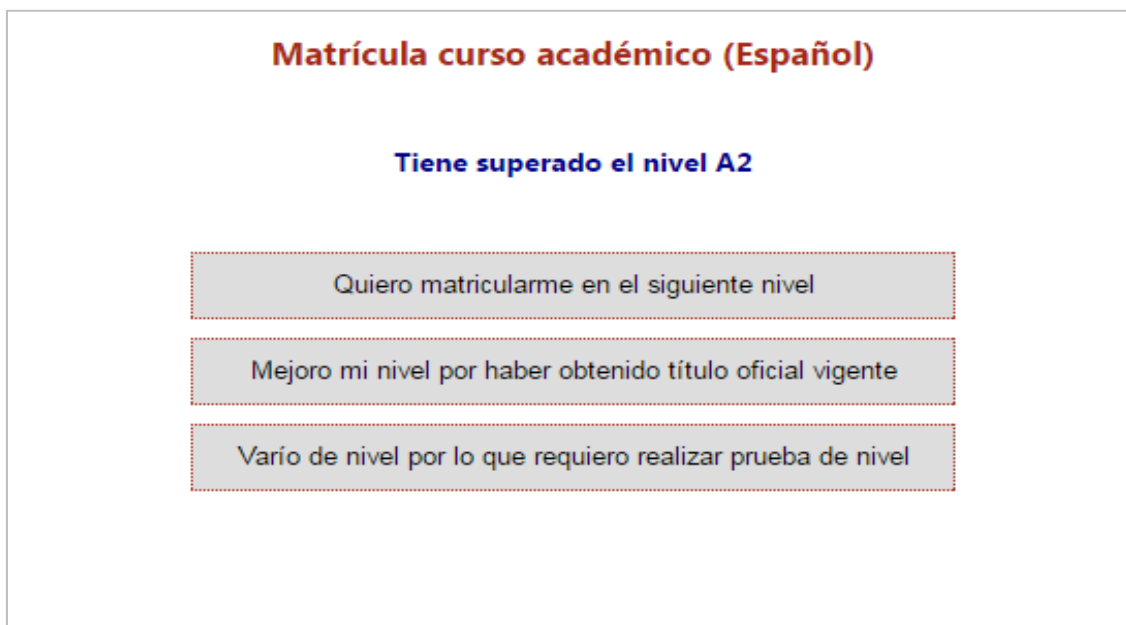 Matrícula curso académico (Español)
Tiene superado el nivel A2
Quiero matricularme en el siguiente nivel
Mejoro mi nivel por haber obtenido título oficial vigente
Varío de nivel por lo que requiero realizar prueba de nivel